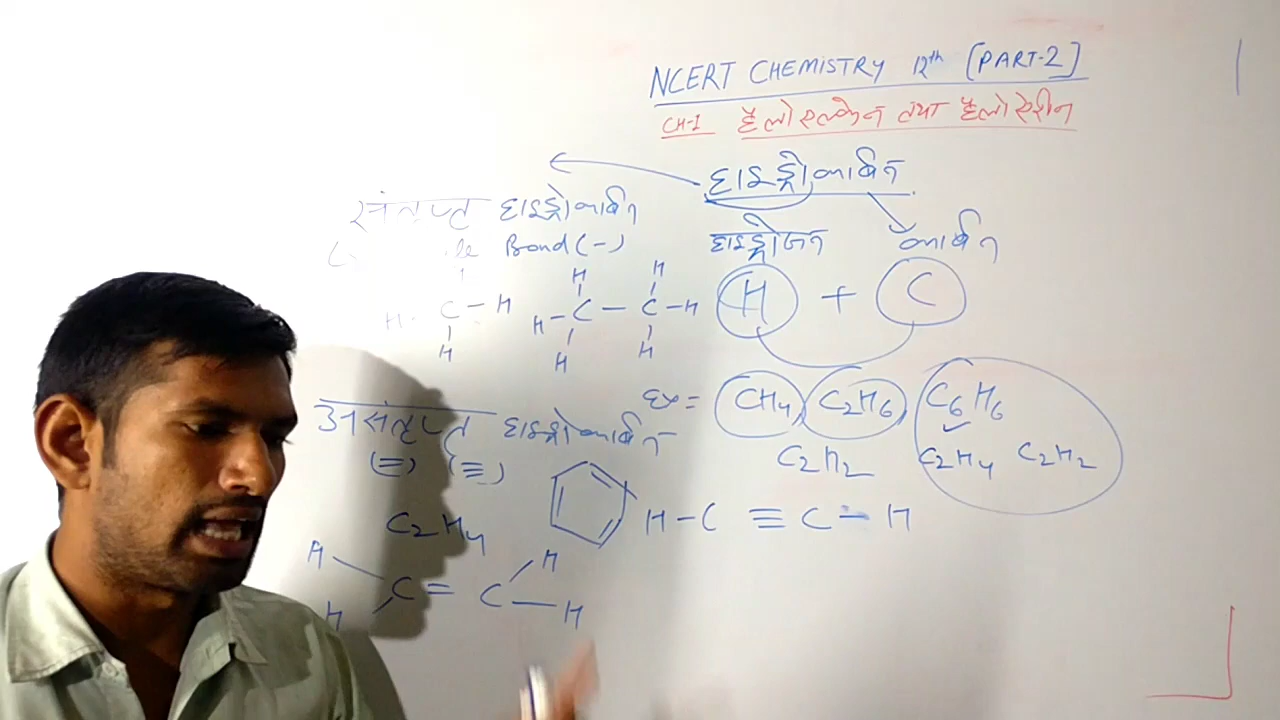 NCERT CHEMISTRY 12th [PART-2]
CH-1 हैलोएल्केन तथा हैलोएरीन
हाइड्रोकार्बन
हाइड्रोजन कार्बन
H + C
Ex = CH4, C2H6 C6H6
C2H2 C2H4 C2H2
संतृप्त हाइड्रोकार्बन
Bond (-)
H H H
H C - H H - C - C - H
H H H
असंतृप्त हाइड्रोकार्बन
(=) (≡)
C2H4
H - C ≡ C - H
H H
C = C
H H